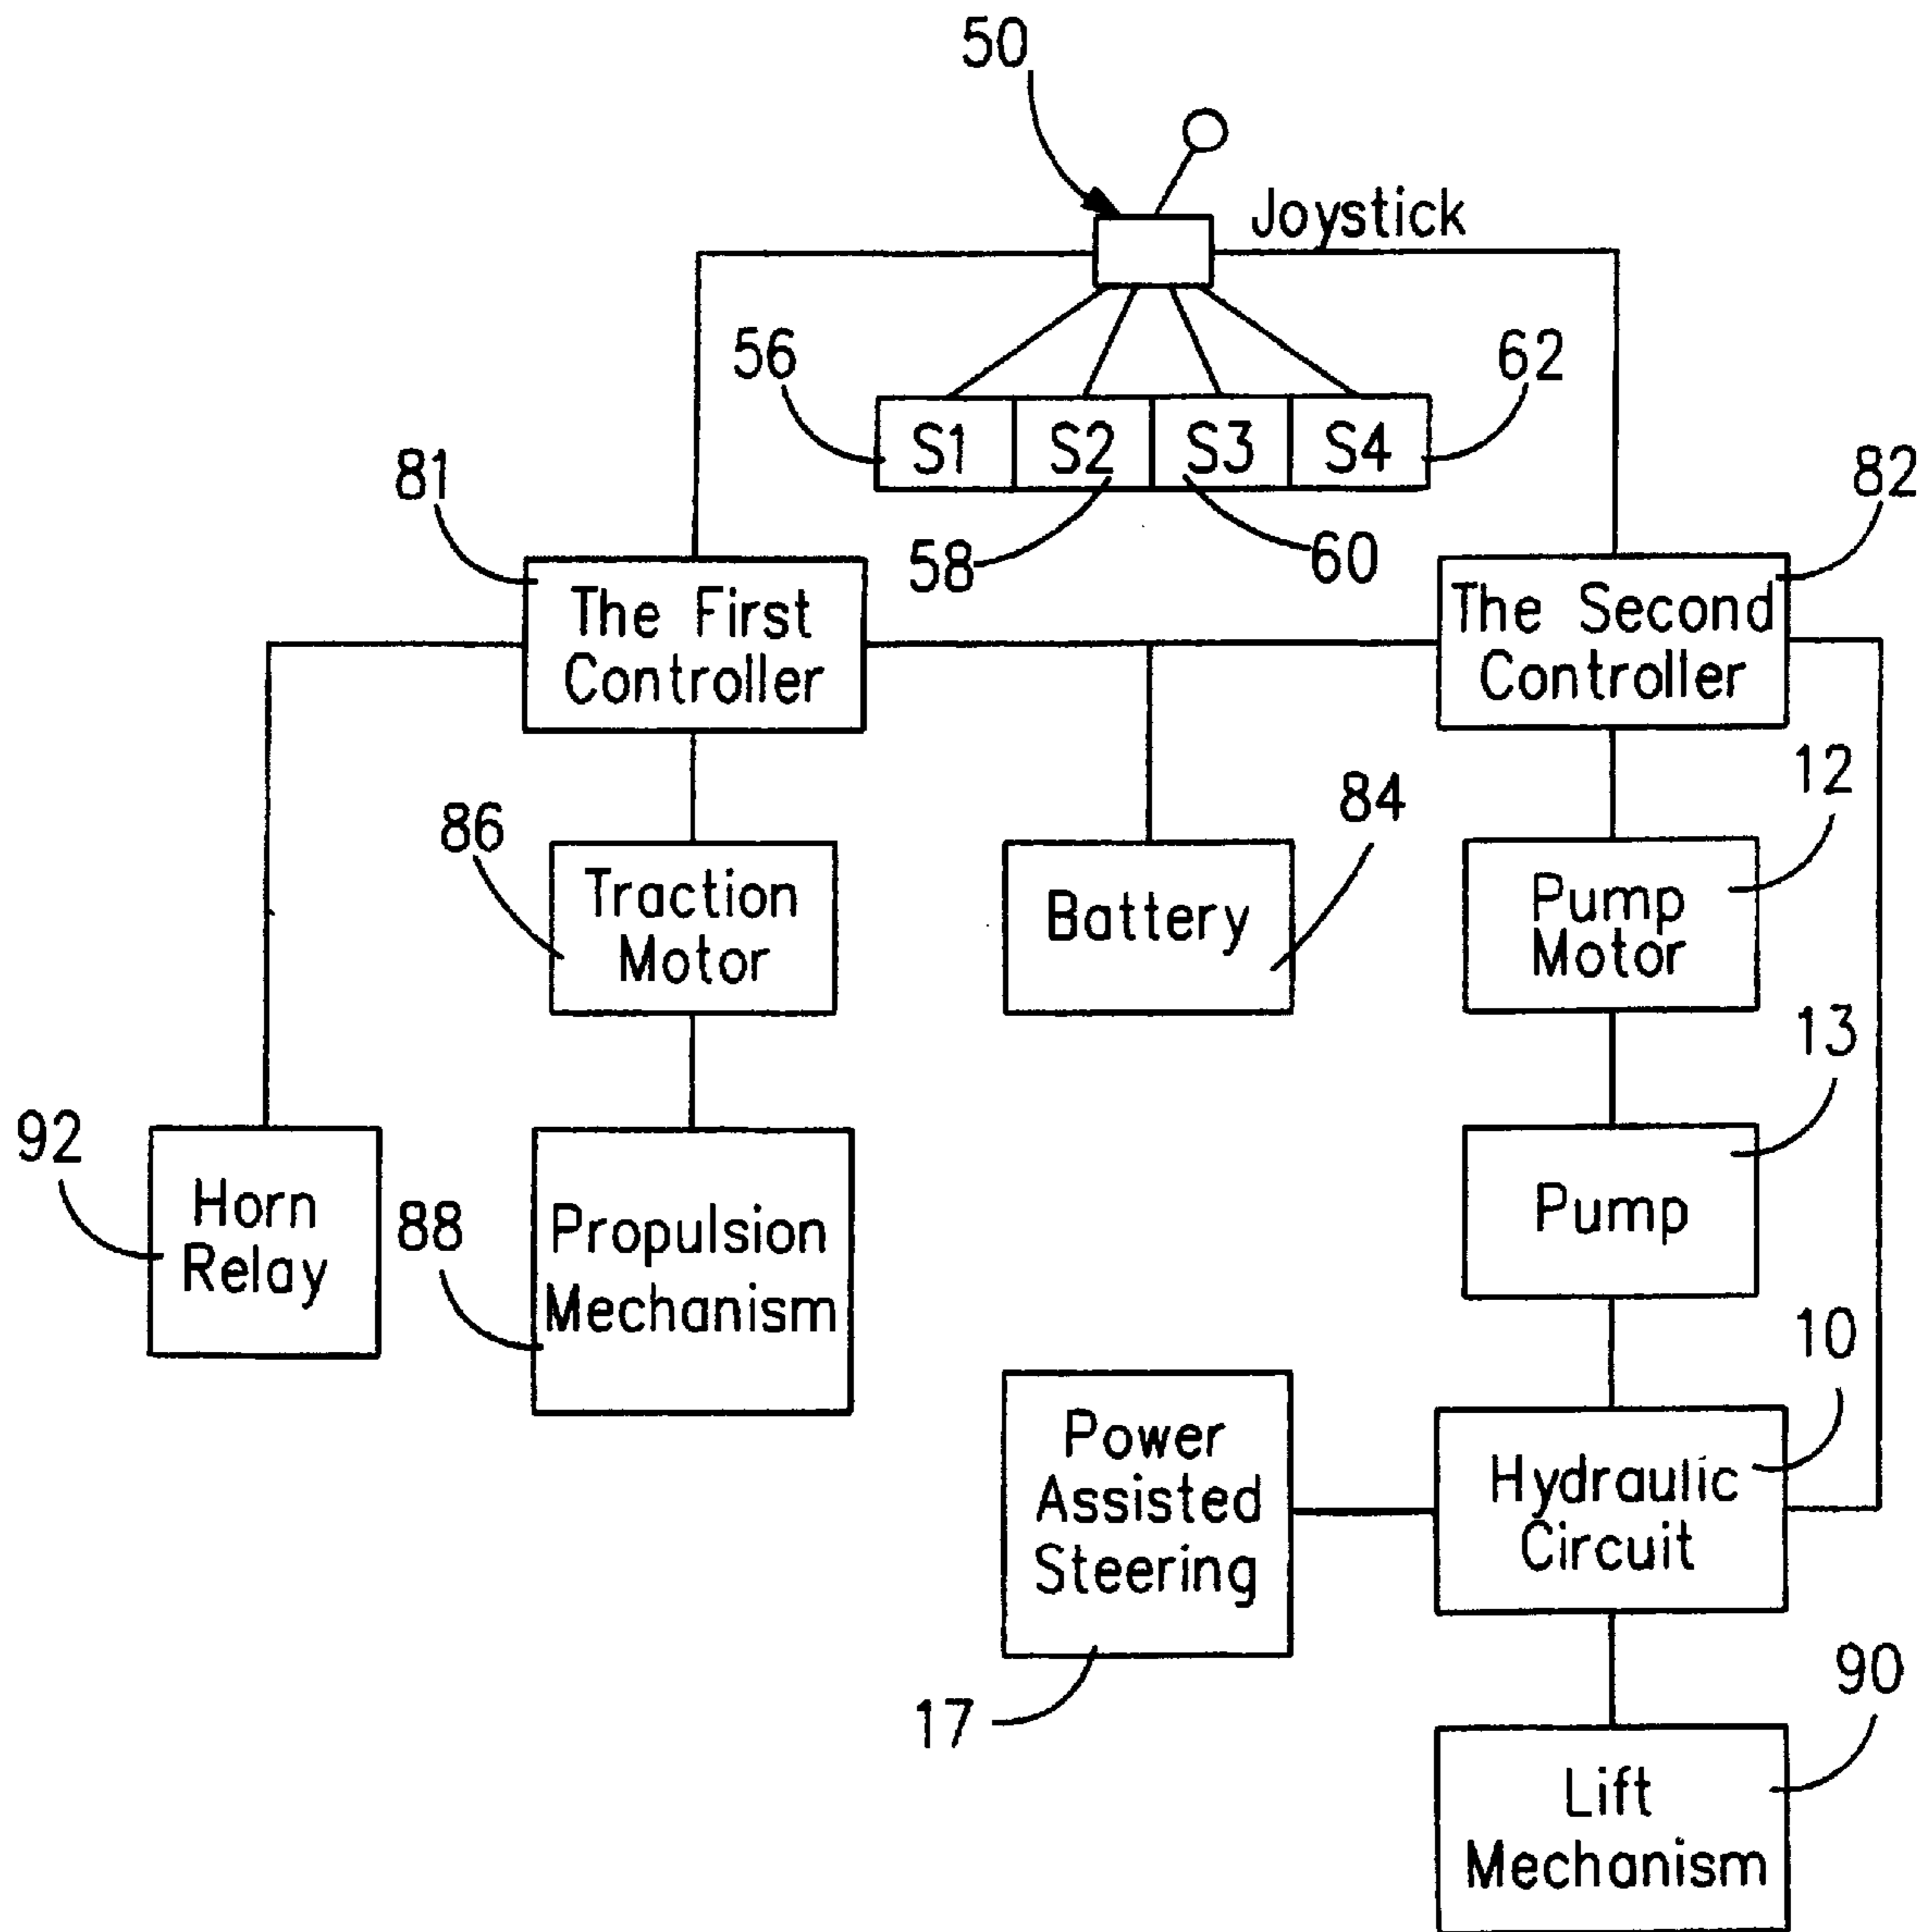 50
Joystick
56
62
S1 S2 S3 S4
81
82
58
60
The First
Controller
The Second
Controller
12
86
84
Traction
Motor
Battery
Pump
Motor
13
92
Horn
Relay
88
Propulsion
Mechanism
Pump
10
Power
Assisted
Steering
Hydraulic
Circuit
17
90
Lift
Mechanism